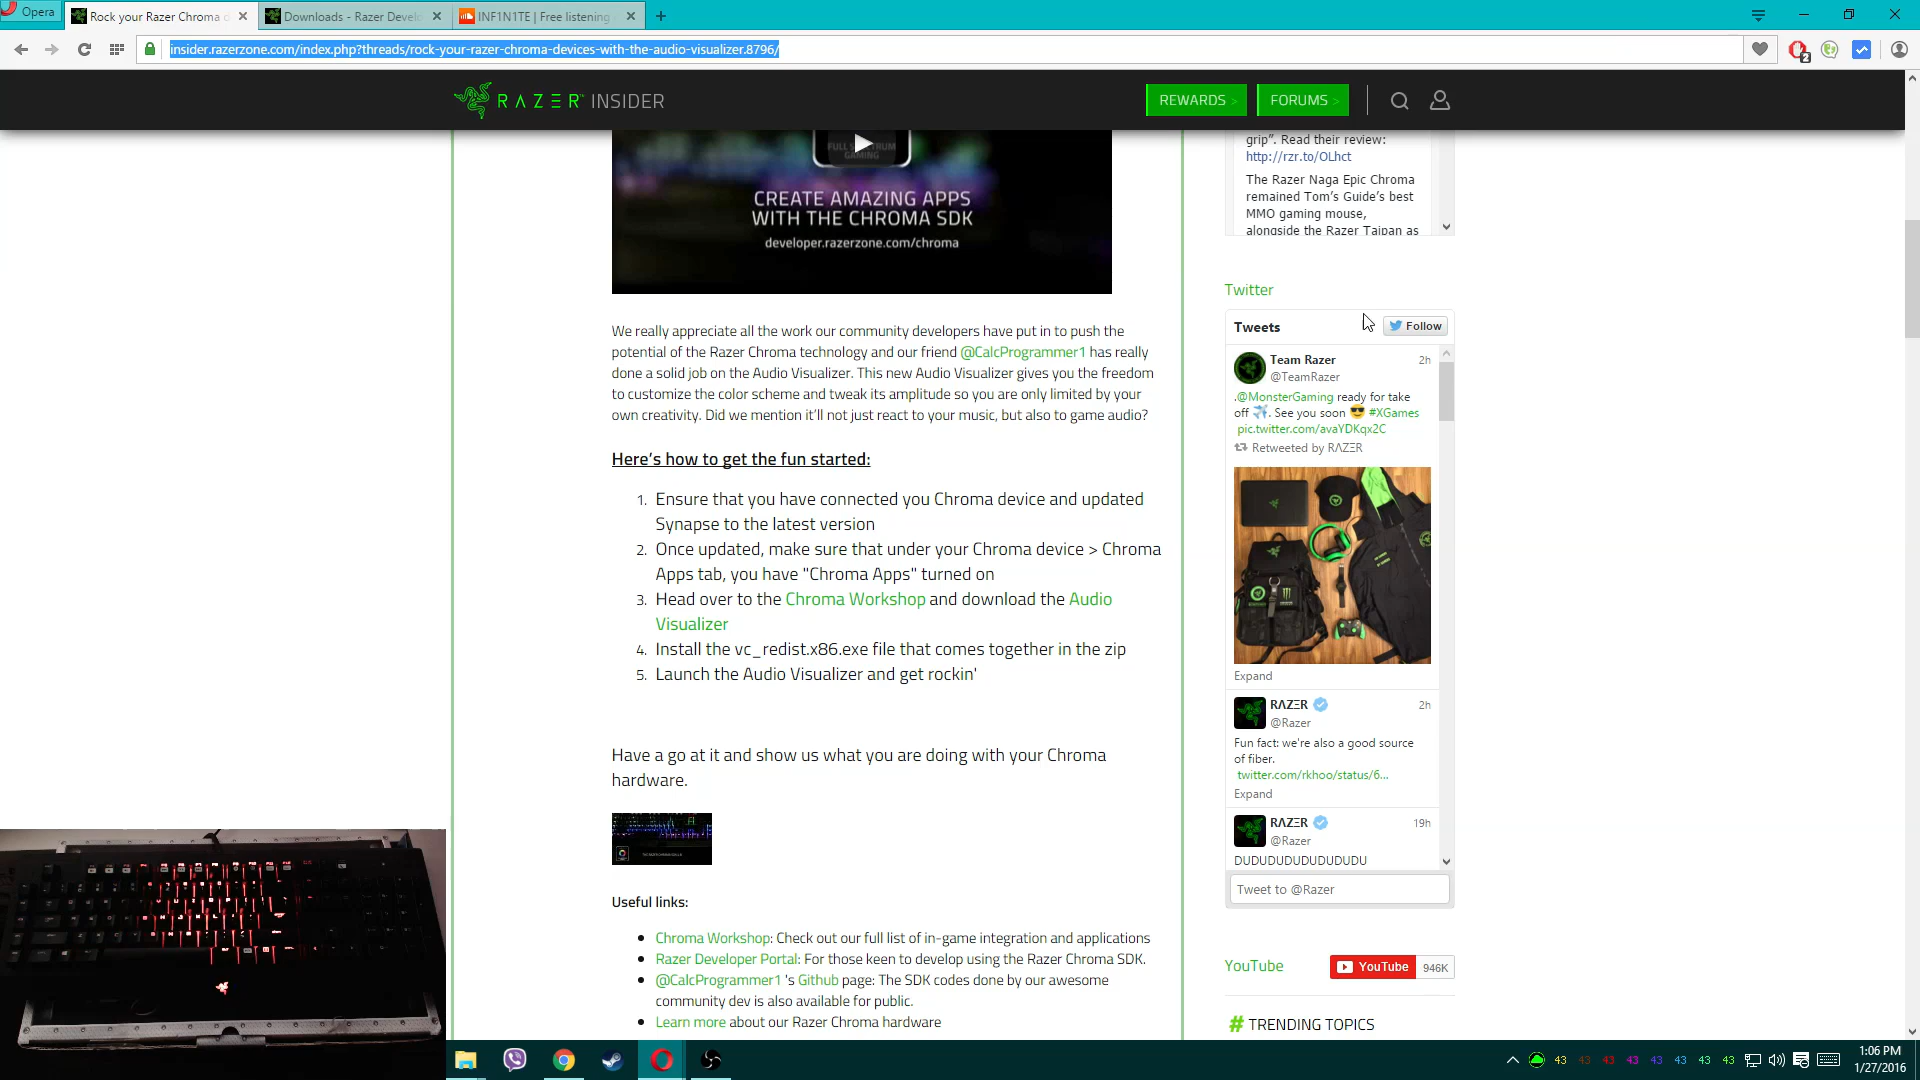 Opera
Rock your Razer Chroma d
Downloads - Razer Develo
INF1N1TE | Free listening
insider.razerzone.com/index.php?threads/rock-your-razer-chroma-devices-with-the-audio-visualizer.8796/
2
RAZER INSIDER
REWARDS >
FORUMS >
FULL SPECTRUM
GAMING
CREATE AMAZING APPS
WITH THE CHROMA SDK
developer.razerzone.com/chroma
We really appreciate all the work our community developers have put in to push the
potential of the Razer Chroma technology and our friend @CalcProgrammer1 has really
done a solid job on the Audio Visualizer. This new Audio Visualizer gives you the freedom
to customize the color scheme and tweak its amplitude so you are only limited by your
own creativity. Did we mention it'll not just react to your music, but also to game audio?
Here's how to get the fun started:
1. Ensure that you have connected you Chroma device and updated
Synapse to the latest version
2. Once updated, make sure that under your Chroma device > Chroma
Apps tab, you have "Chroma Apps" turned on
3. Head over to the Chroma Workshop and download the Audio
Visualizer
4. Install the vc_redist.x86.exe file that comes together in the zip
5. Launch the Audio Visualizer and get rockin'
Have a go at it and show us what you are doing with your Chroma
hardware.
Useful links:
• Chroma Workshop: Check out our full list of in-game integration and applications
• Razer Developer Portal: For those keen to develop using the Razer Chroma SDK.
• @CalcProgrammer1 's Github page: The SDK codes done by our awesome
community dev is also available for public.
• Learn more about our Razer Chroma hardware
grip". Read their review:
http://rzr.to/OLhct
The Razer Naga Epic Chroma
remained Tom's Guide's best
MMO gaming mouse,
alongside the Razer Taipan as
Twitter
Tweets
Follow
Team Razer
2h
@TeamRazer
.@MonsterGaming ready for take
off ✈️. See you soon 😎 #XGames
pic.twitter.com/avaYDKqx2C
Retweeted by RΛZΞR
Expand
RΛZΞR
2h
@Razer
Fun fact: we're also a good source
of fiber.
twitter.com/rkhoo/status/6...
Expand
RΛZΞR
19h
@Razer
DUDUDUDUDUDUDUDU
Tweet to @Razer
YouTube
YouTube
946K
# TRENDING TOPICS
43 43 43 43 43 43 43 43
1:06 PM
1/27/2016